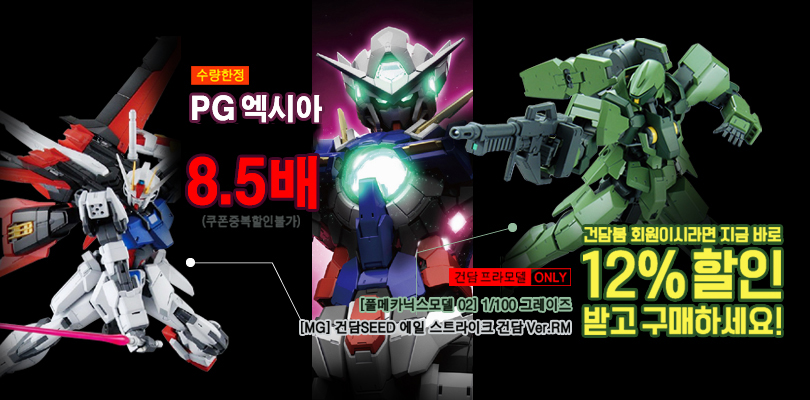 수량한정
PG 엑시아
8.5배
(쿠폰중복할인불가)
건담 프라모델 ONLY
[풀메카닉스모델 02] 1/100 그레이즈
[MG] 건담SEED 에일 스트라이크 건담 Ver.RM
건담붐 회원이시라면 지금 바로
12% 할인
받고 구매하세요!